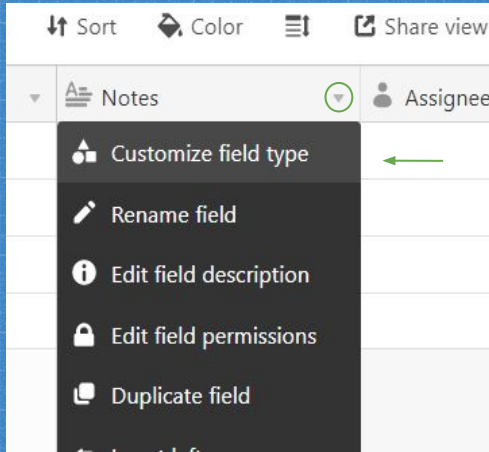 Sort Color Share view
Notes Assignee
Customize field type
Rename field
Edit field description
Edit field permissions
Duplicate field